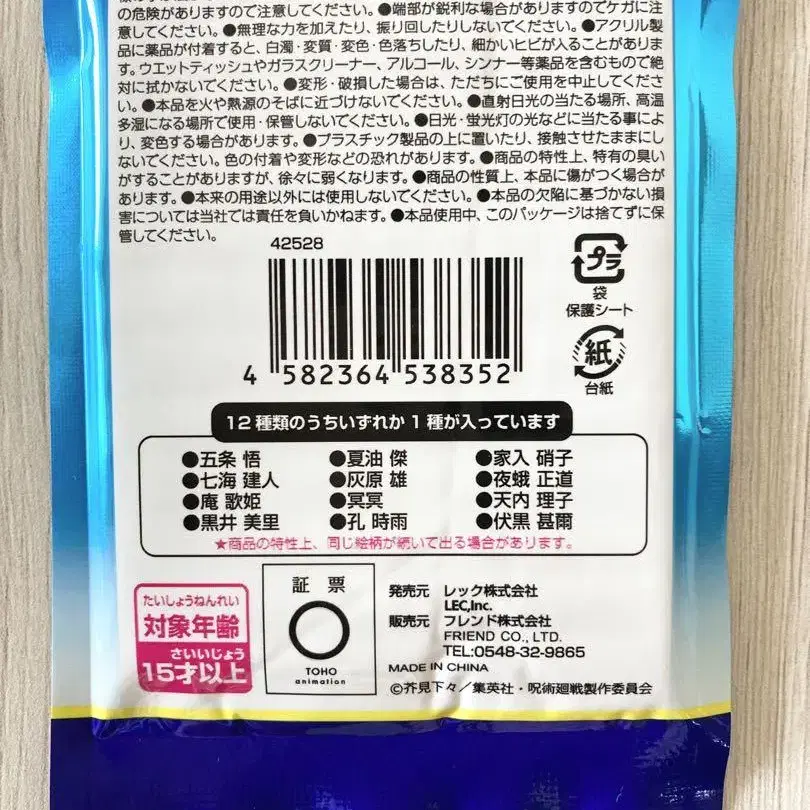 の危険がありますので注意してください。●端部が鋭利な場合がありますのでケガに注
意してください。●無理な力を加えたり、振り回したりしないでください。●アクリル製
品に薬品が付着すると、白濁・変質・変色・色落ちしたり、細かいヒビが入ることがありま
す。ウエットティッシュやガラスクリーナー、アルコール、シンナー等薬品を含むもので絶
対に拭かないでください。●変形・破損した場合は、ただちにご使用を中止してくださ
い。●本品を火や熱源のそばに近づけないでください。●直射日光の当たる場所、高温
多湿になる場所で使用・保管しないでください。●日光・蛍光灯の光などに当たる事によ
り、変色する場合があります。●プラスチック製品の上に置いたり、接触させたままにし
ないでください。色の付着や変形などの恐れがあります。●商品の特性上、特有の臭い
がすることがありますが、徐々に弱くなります。●商品の性質上、本品に傷がつく場合が
あります。●本来の用途以外には使用しないでください。●本品の欠陥に基づかない損
害については当社では責任を負いかねます。●本品使用中、このパッケージは捨てずに保
管してください。
42528
4 582364 538352
プラ
袋
保護シート
紙
台紙
12種類のうちいずれか1種が入っています
●五条 悟 ●夏油 傑 ●家入 硝子
●七海 建人 ●灰原 雄 ●夜蛾 正道
●庵 歌姫 ●冥冥 ●天内 理子
●黒井 美里 ●孔 時雨 ●伏黒 甚爾
★商品の特性上、同じ絵柄が続いて出る場合があります。
たいしょうねんれい
対象年齢
さいいじょう
15才以上
証票
TOHO
animation
発売元 レック株式会社
LEC,Inc.
販売元 フレンド株式会社
FRIEND CO., LTD.
TEL:0548-32-9865
MADE IN CHINA
©芥見下々／集英社・呪術廻戦製作委員会